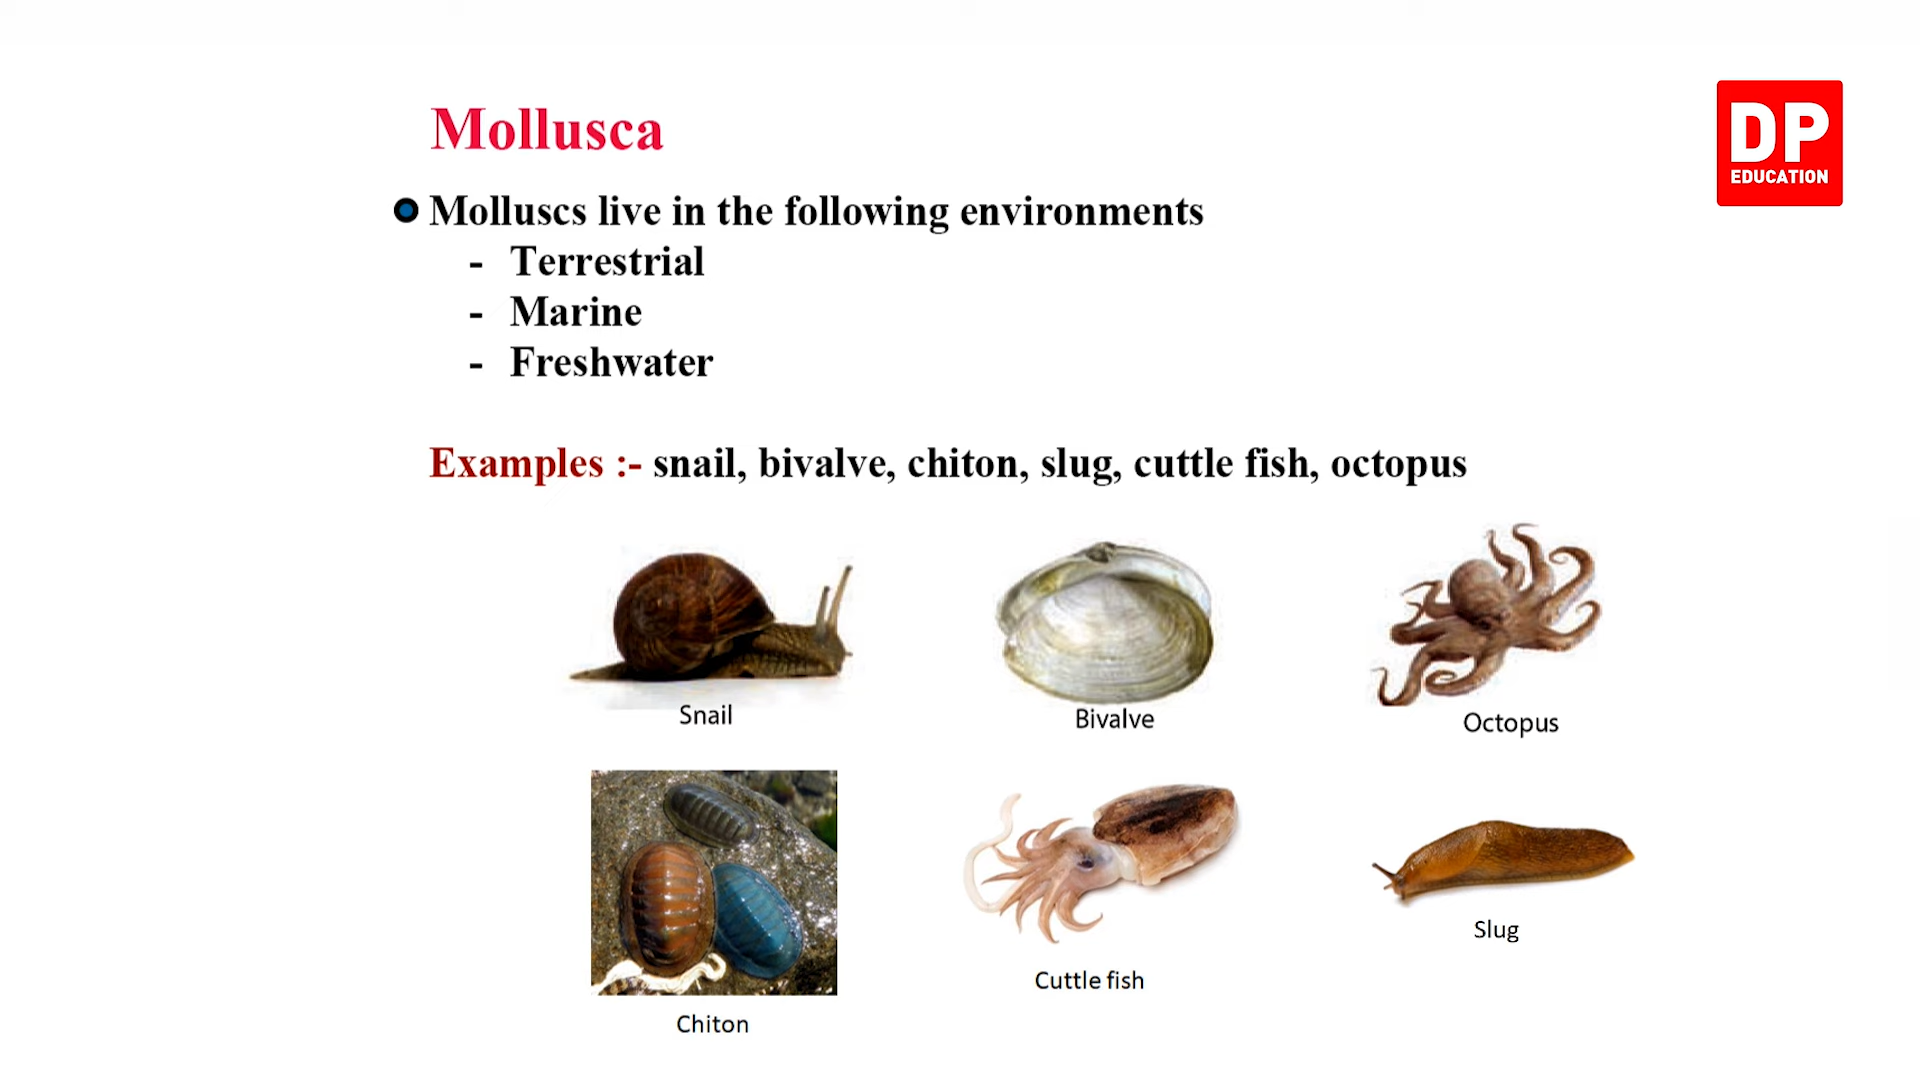 Mollusca
DP
EDUCATION
Molluscs live in the following environments
- Terrestrial
- Marine
- Freshwater
Examples :- snail, bivalve, chiton, slug, cuttle fish, octopus
Snail
Bivalve
Octopus
Chiton
Cuttle fish
Slug